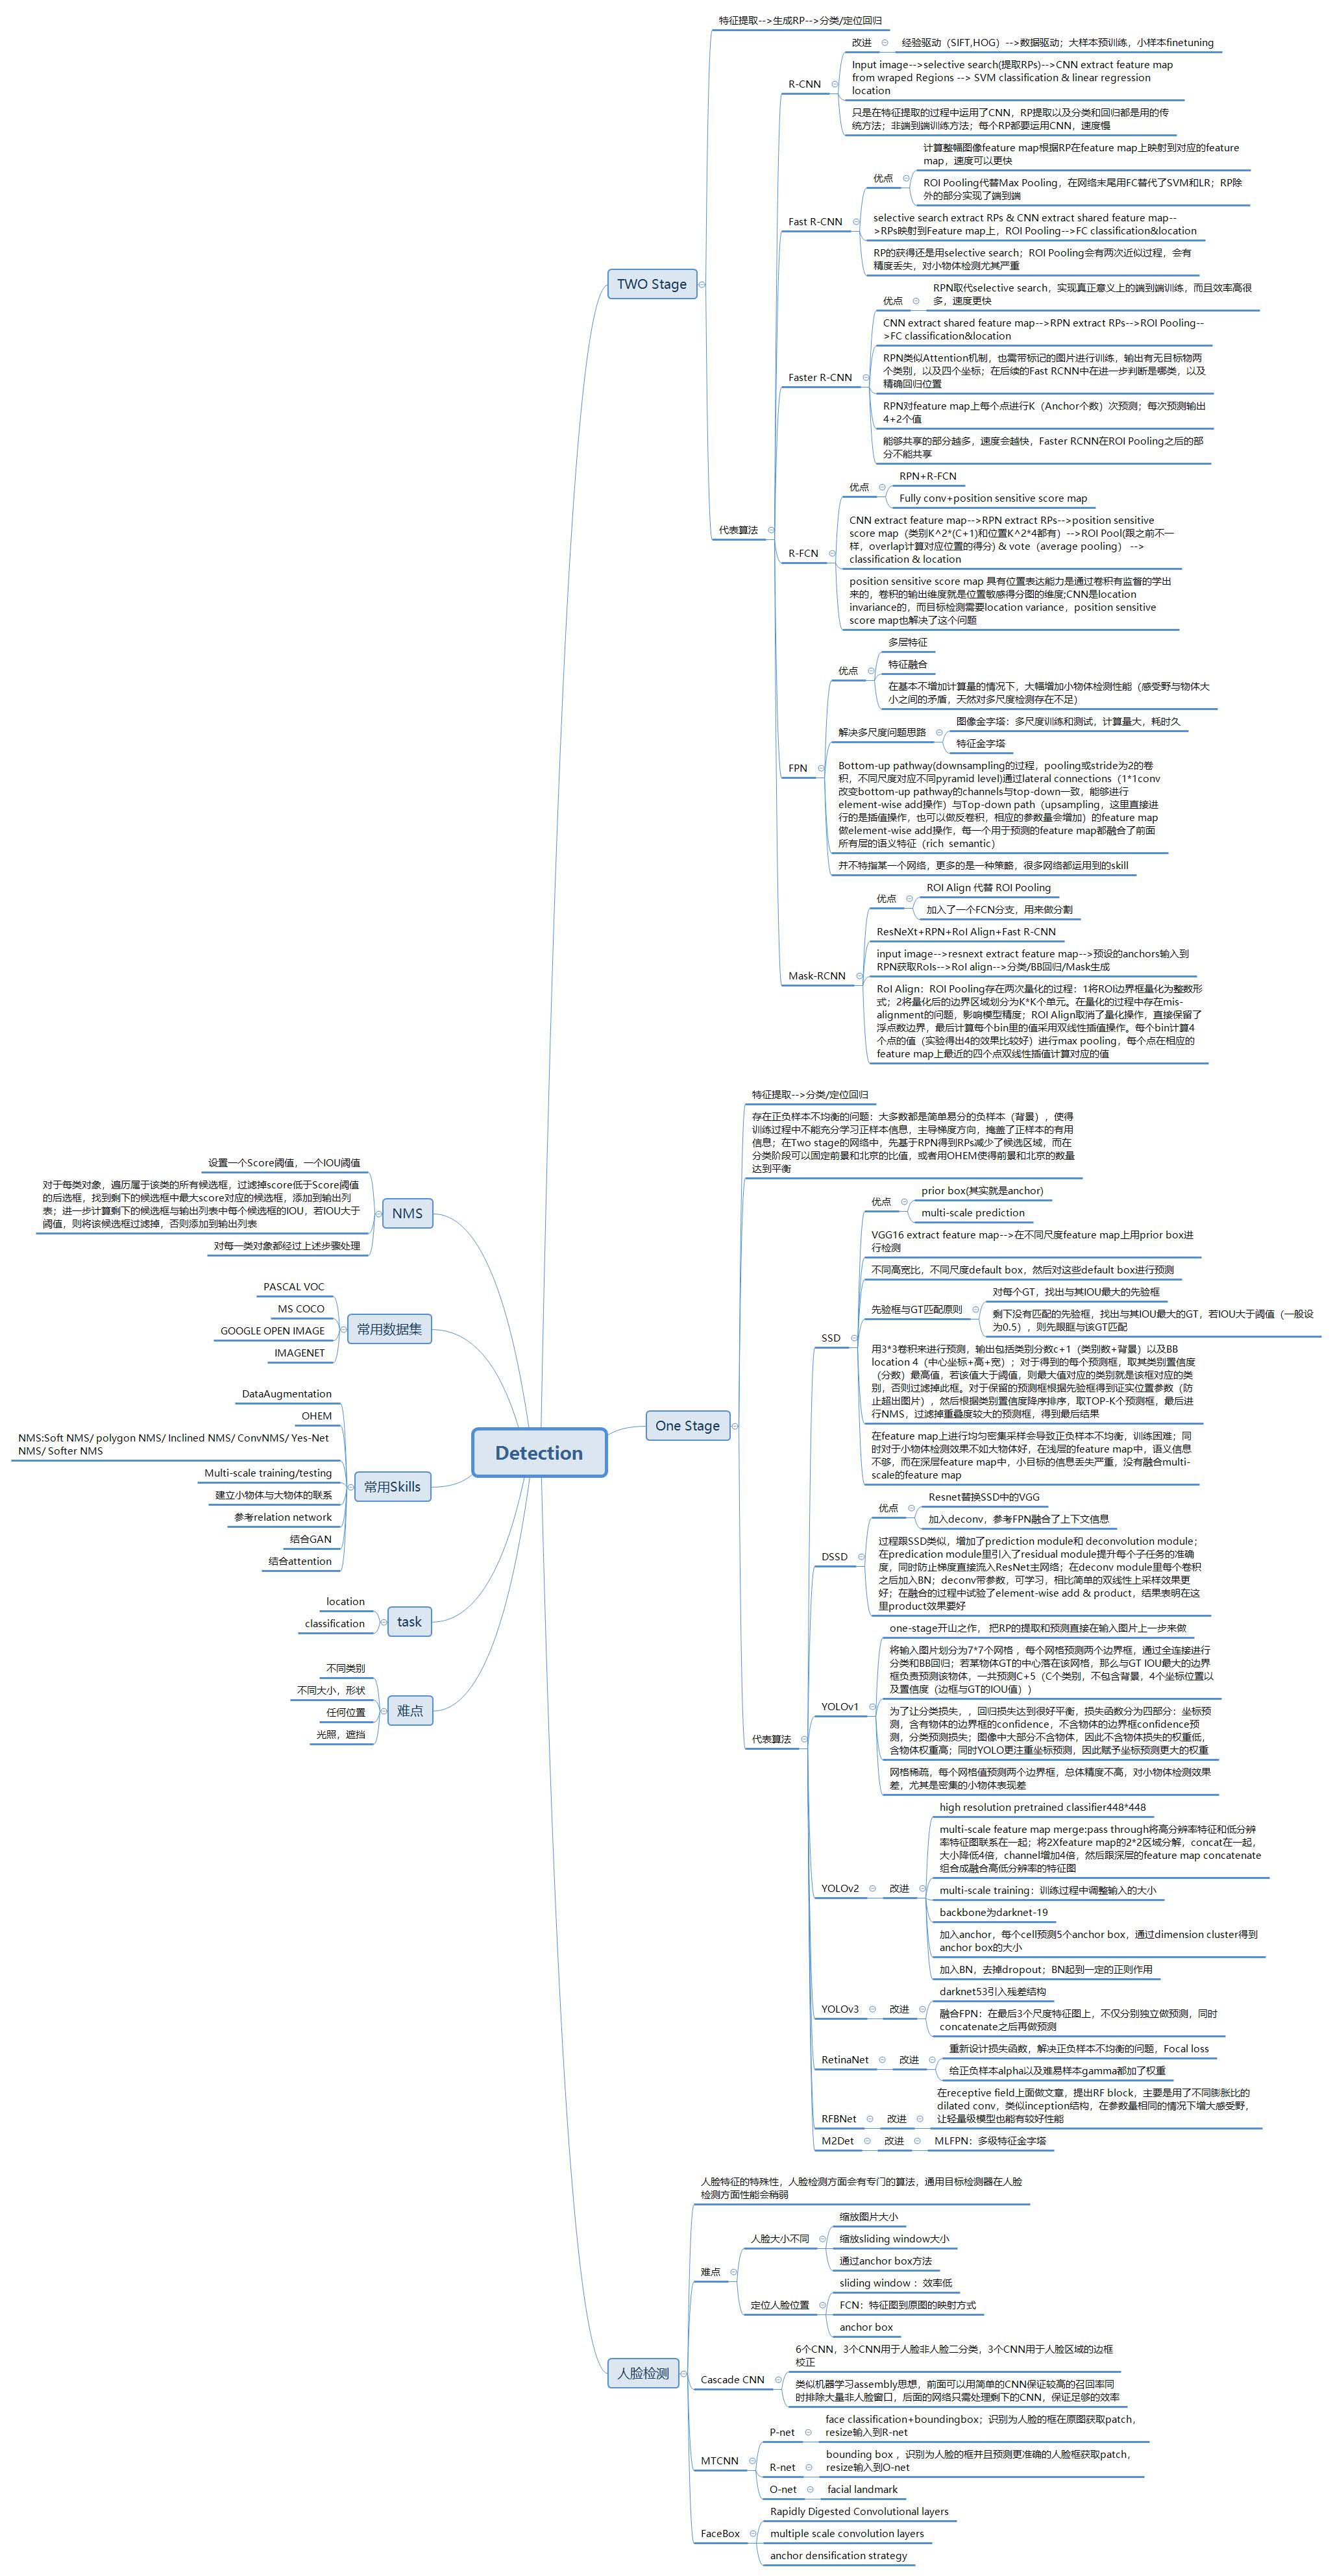 特征提取-->生成RP-->分类/定位回归
改进
经验驱动（SIFT,HOG）-->数据驱动；大样本预训练，小样本finetuning
R-CNN
Input image-->selective search(提取RPs)-->CNN extract feature map
from wraped Regions --> SVM classification & linear regression
location
只是在特征提取的过程中运用了CNN，RP提取以及分类和回归都是用的传
统方法；非端到端训练方法；每个RP都要运用CNN，速度慢
优点
计算整幅图像feature map根据RP在feature map上映射到对应的feature
map，速度可以更快
ROI Pooling代替Max Pooling，在网络末尾用FC替代了SVM和LR；RP除
外的部分实现了端到端
Fast R-CNN
selective search extract RPs & CNN extract shared feature map--
>RPs映射到Feature map上，ROI Pooling-->FC classification&location
RP的获得还是用selective search；ROI Pooling会有两次近似过程，会有
精度丢失，对小物体检测尤其严重
TWO Stage
优点
RPN取代selective search，实现真正意义上的端到端训练，而且效率高很
多，速度更快
CNN extract shared feature map-->RPN extract RPs-->ROI Pooling--
>FC classification&location
Faster R-CNN
RPN类似Attention机制，也需带标记的图片进行训练，输出有无目标物两
个类别，以及四个坐标；在后续的Fast RCNN中在进一步判断是哪类，以及
精确回归位置
RPN对feature map上每个点进行K（Anchor个数）次预测；每次预测输出
4+2个值
能够共享的部分越多，速度会越快，Faster RCNN在ROI Pooling之后的部
分不能共享
代表算法
优点
RPN+R-FCN
Fully conv+position sensitive score map
R-FCN
CNN extract feature map-->RPN extract RPs-->position sensitive
score map（类别K^2*(C+1)和位置K^2*4都有）-->ROI Pool(跟之前不一
样，overlap计算对应位置的得分) & vote（average pooling） -->
classification & location
position sensitive score map 具有位置表达能力是通过卷积有监督的学出
来的，卷积的输出维度就是位置敏感得分图的维度;CNN是location
invariance的，而目标检测需要location variance，position sensitive
score map也解决了这个问题
优点
多层特征
特征融合
在基本不增加计算量的情况下，大幅增加小物体检测性能（感受野与物体大
小之间的矛盾，天然对多尺度检测存在不足）
解决多尺度问题思路
图像金字塔：多尺度训练和测试，计算量大，耗时久
特征金字塔
FPN
Bottom-up pathway(downsampling的过程，pooling或stride为2的卷
积，不同尺度对应不同pyramid level)通过lateral connections（1*1conv
改变bottom-up pathway的channels与top-down一致，能够进行
element-wise add操作）与Top-down path（upsampling，这里直接进
行的是插值操作，也可以做反卷积，相应的参数量会增加）的feature map
做element-wise add操作，每一个用于预测的feature map都融合了前面
所有层的语义特征（rich  semantic）
并不特指某一个网络，更多的是一种策略，很多网络都运用到的skill
优点
ROI Align 代替 ROI Pooling
加入了一个FCN分支，用来做分割
ResNeXt+RPN+RoI Align+Fast R-CNN
Mask-RCNN
input image-->resnext extract feature map-->预设的anchors输入到
RPN获取RoIs-->RoI align-->分类/BB回归/Mask生成
RoI Align：ROI Pooling存在两次量化的过程：1将ROI边界框量化为整数形
式；2将量化后的边界区域划分为K*K个单元。在量化的过程中存在mis-
alignment的问题，影响模型精度；ROI Align取消了量化操作，直接保留了
浮点数边界，最后计算每个bin里的值采用双线性插值操作。每个bin计算4
个点的值（实验得出4的效果比较好）进行max pooling，每个点在相应的
feature map上最近的四个点双线性插值计算对应的值
特征提取-->分类/定位回归
存在正负样本不均衡的问题：大多数都是简单易分的负样本（背景），使得
训练过程中不能充分学习正样本信息，主导梯度方向，掩盖了正样本的有用
信息；在Two stage的网络中，先基于RPN得到RPs减少了候选区域，而在
分类阶段可以固定前景和北京的比值，或者用OHEM使得前景和北京的数量
达到平衡
设置一个Score阈值，一个IOU阈值
对于每类对象，遍历属于该类的所有候选框，过滤掉score低于Score阈值
的后选框，找到剩下的候选框中最大score对应的候选框，添加到输出列
表；进一步计算剩下的候选框与输出列表中每个候选框的IOU，若IOU大于
阈值，则将该候选框过滤掉，否则添加到输出列表
对每一类对象都经过上述步骤处理
NMS
PASCAL VOC
MS COCO
GOOGLE OPEN IMAGE
IMAGENET
常用数据集
DataAugmentation
OHEM
NMS:Soft NMS/ polygon NMS/ Inclined NMS/ ConvNMS/ Yes-Net
NMS/ Softer NMS
Multi-scale training/testing
建立小物体与大物体的联系
参考relation network
结合GAN
结合attention
常用Skills
location
classification
task
不同类别
不同大小，形状
任何位置
光照，遮挡
难点
Detection
One Stage
优点
prior box(其实就是anchor)
multi-scale prediction
VGG16 extract feature map-->在不同尺度feature map上用prior box进
行检测
不同高宽比，不同尺度default box，然后对这些default box进行预测
先验框与GT匹配原则
对每个GT，找出与其IOU最大的先验框
剩下没有匹配的先验框，找出与其IOU最大的GT，若IOU大于阈值（一般设
为0.5），则先眼眶与该GT匹配
SSD
用3*3卷积来进行预测，输出包括类别分数c+1（类别数+背景）以及BB
location 4（中心坐标+高+宽）；对于得到的每个预测框，取其类别置信度
（分数）最高值，若该值大于阈值，则最大值对应的类别就是该框对应的类
别，否则过滤掉此框。对于保留的预测框根据先验框得到证实位置参数（防
止超出图片），然后根据类别置信度降序排序，取TOP-K个预测框，最后进
行NMS，过滤掉重叠度较大的预测框，得到最后结果
在feature map上进行均匀密集采样会导致正负样本不均衡，训练困难；同
时对于小物体检测效果不如大物体好，在浅层的feature map中，语义信息
不够，而在深层feature map中，小目标的信息丢失严重，没有融合multi-
scale的feature map
优点
Resnet替换SSD中的VGG
加入deconv，参考FPN融合了上下文信息
DSSD
过程跟SSD类似，增加了prediction module和 deconvolution module；
在predication module里引入了residual module提升每个子任务的准确
度，同时防止梯度直接流入ResNet主网络；在deconv module里每个卷积
之后加入BN；deconv带参数，可学习，相比简单的双线性上采样效果更
好；在融合的过程中试验了element-wise add & product，结果表明在这
里product效果要好
one-stage开山之作， 把RP的提取和预测直接在输入图片上一步来做
将输入图片划分为7*7个网格 ，每个网格预测两个边界框，通过全连接进行
分类和BB回归；若某物体GT的中心落在该网格，那么与GT IOU最大的边界
框负责预测该物体，一共预测C+5（C个类别，不包含背景，4个坐标位置以
及置信度（边框与GT的IOU值））
YOLOv1
为了让分类损失，，回归损失达到很好平衡，损失函数分为四部分：坐标预
测，含有物体的边界框的confidence，不含物体的边界框confidence预
测，分类预测损失；图像中大部分不含物体，因此不含物体损失的权重低，
含物体权重高；同时YOLO更注重坐标预测，因此赋予坐标预测更大的权重
网格稀疏，每个网格值预测两个边界框，总体精度不高，对小物体检测效果
差，尤其是密集的小物体表现差
代表算法
high resolution pretrained classifier448*448
multi-scale feature map merge:pass through将高分辨率特征和低分辨
率特征图联系在一起；将2Xfeature map的2*2区域分解，concat在一起，
大小降低4倍，channel增加4倍，然后跟深层的feature map concatenate
组合成融合高低分辨率的特征图
YOLOv2
改进
multi-scale training：训练过程中调整输入的大小
backbone为darknet-19
加入anchor，每个cell预测5个anchor box，通过dimension cluster得到
anchor box的大小
加入BN，去掉dropout；BN起到一定的正则作用
YOLOv3
改进
darknet53引入残差结构
融合FPN：在最后3个尺度特征图上，不仅分别独立做预测，同时
concatenate之后再做预测
RetinaNet
改进
重新设计损失函数，解决正负样本不均衡的问题，Focal loss
给正负样本alpha以及难易样本gamma都加了权重
RFBNet
改进
在receptive field上面做文章，提出RF block，主要是用了不同膨胀比的
dilated conv，类似inception结构，在参数量相同的情况下增大感受野，
让轻量级模型也能有较好性能
M2Det
改进
MLFPN：多级特征金字塔
人脸特征的特殊性，人脸检测方面会有专门的算法，通用目标检测器在人脸
检测方面性能会稍弱
难点
人脸大小不同
缩放图片大小
缩放sliding window大小
通过anchor box方法
定位人脸位置
sliding window ：效率低
FCN：特征图到原图的映射方式
anchor box
人脸检测
Cascade CNN
6个CNN，3个CNN用于人脸非人脸二分类，3个CNN用于人脸区域的边框
校正
类似机器学习assembly思想，前面可以用简单的CNN保证较高的召回率同
时排除大量非人脸窗口，后面的网络只需处理剩下的CNN，保证足够的效率
MTCNN
P-net
face classification+boundingbox；识别为人脸的框在原图获取patch，
resize输入到R-net
R-net
bounding box ，识别为人脸的框并且预测更准确的人脸框获取patch，
resize输入到O-net
O-net
facial landmark
FaceBox
Rapidly Digested Convolutional layers
multiple scale convolution layers
anchor densification strategy